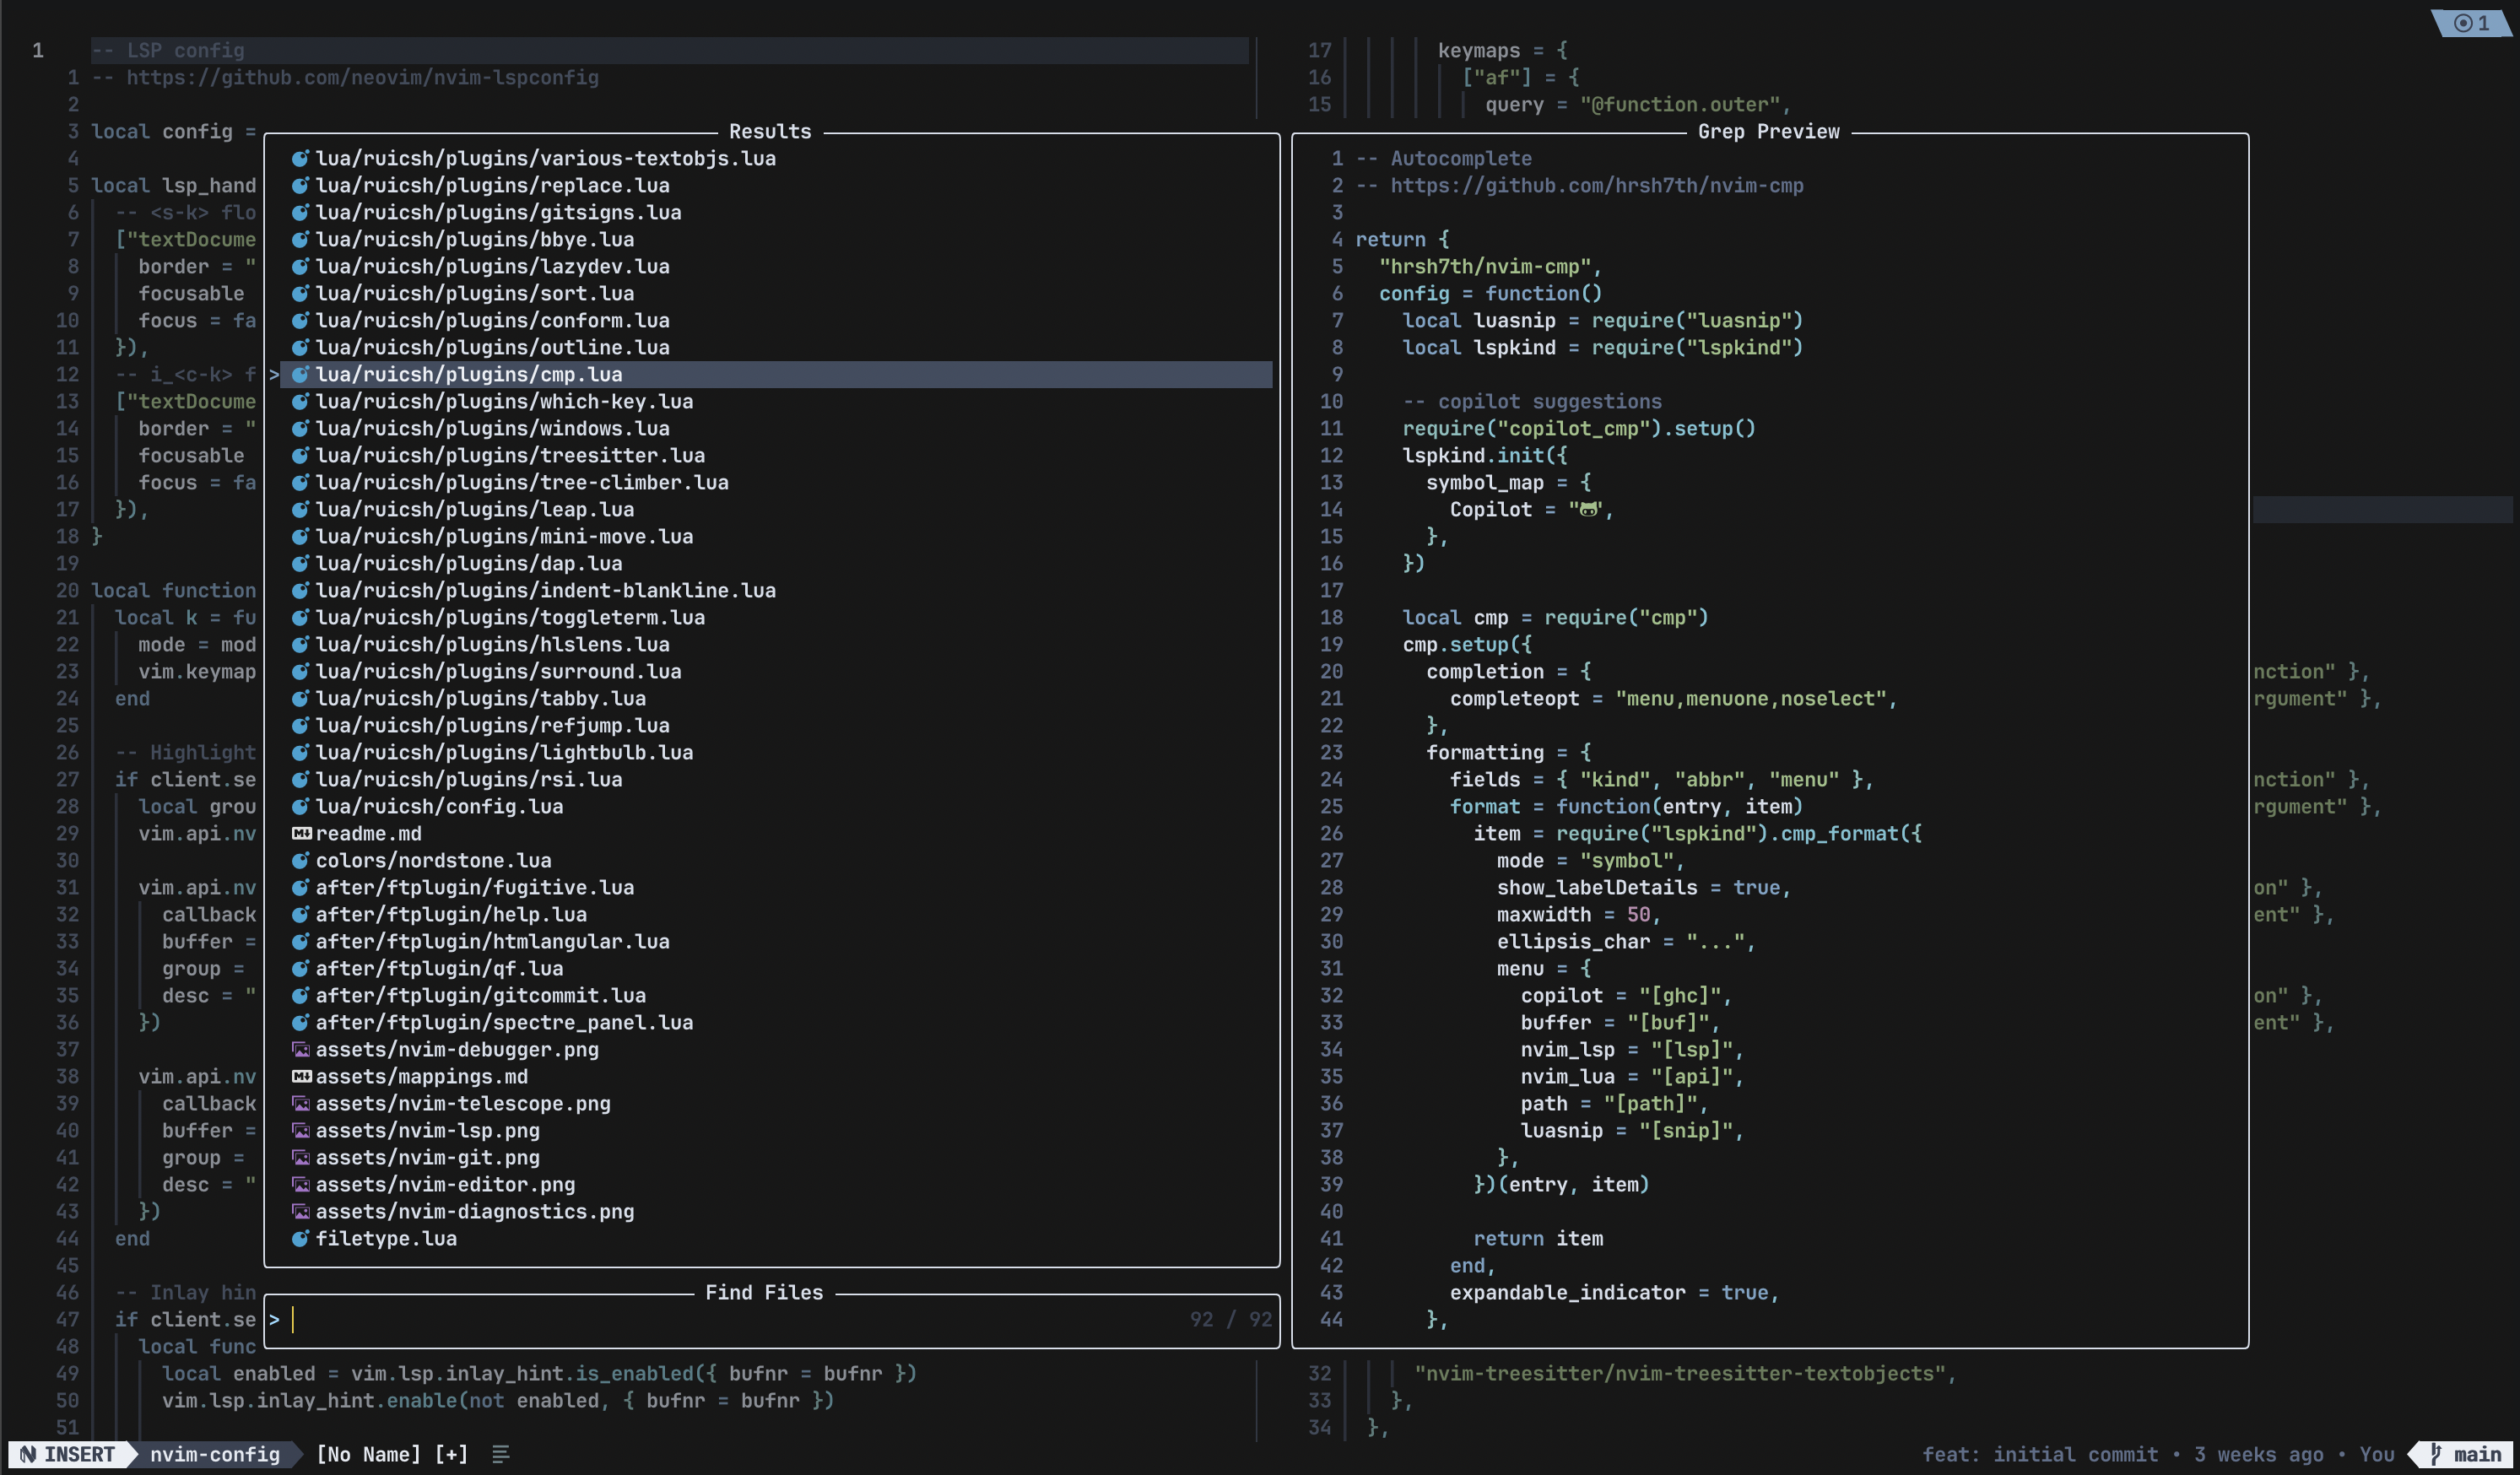 1
1 -- LSP config
1 -- https://github.com/neovim/nvim-lspconfig
2
3 local config =
4
5 local lsp_hand
6 -- <s-k> flo
7 ["textDocume
8 border = "
9 focusable
10 focus = fa
11 }),
12 -- i_<c-k> f
13 ["textDocume
14 border = "
15 focusable
16 focus = fa
17 }),
18 }
19
20 local function
21 local k = fu
22 mode = mod
23 vim.keymap
24 end
25
26 -- Highlight
27 if client.se
28 local grou
29 vim.api.nv
30
31 vim.api.nv
32 callback
33 buffer =
34 group =
35 desc = "
36 })
37
38 vim.api.nv
39 callback
40 buffer =
41 group =
42 desc = "
43 })
44 end
45
46 -- Inlay hin
47 if client.se
48 local func
49 local enabled = vim.lsp.inlay_hint.is_enabled({ bufnr = bufnr })
50 vim.lsp.inlay_hint.enable(not enabled, { bufnr = bufnr })
51
Results
lua/ruicsh/plugins/various-textobjs.lua
lua/ruicsh/plugins/replace.lua
lua/ruicsh/plugins/gitsigns.lua
lua/ruicsh/plugins/bbye.lua
lua/ruicsh/plugins/lazydev.lua
lua/ruicsh/plugins/sort.lua
lua/ruicsh/plugins/conform.lua
lua/ruicsh/plugins/outline.lua
> lua/ruicsh/plugins/cmp.lua
lua/ruicsh/plugins/which-key.lua
lua/ruicsh/plugins/windows.lua
lua/ruicsh/plugins/treesitter.lua
lua/ruicsh/plugins/tree-climber.lua
lua/ruicsh/plugins/leap.lua
lua/ruicsh/plugins/mini-move.lua
lua/ruicsh/plugins/dap.lua
lua/ruicsh/plugins/indent-blankline.lua
lua/ruicsh/plugins/toggleterm.lua
lua/ruicsh/plugins/hlslens.lua
lua/ruicsh/plugins/surround.lua
lua/ruicsh/plugins/tabby.lua
lua/ruicsh/plugins/refjump.lua
lua/ruicsh/plugins/lightbulb.lua
lua/ruicsh/plugins/rsi.lua
lua/ruicsh/config.lua
M↓ readme.md
colors/nordstone.lua
after/ftplugin/fugitive.lua
after/ftplugin/help.lua
after/ftplugin/htmlangular.lua
after/ftplugin/qf.lua
after/ftplugin/gitcommit.lua
after/ftplugin/spectre_panel.lua
assets/nvim-debugger.png
M↓ assets/mappings.md
assets/nvim-telescope.png
assets/nvim-lsp.png
assets/nvim-git.png
assets/nvim-editor.png
assets/nvim-diagnostics.png
filetype.lua
Find Files
> 92 / 92
17 keymaps = {
16 ["af"] = {
15 query = "@function.outer",
Grep Preview
1 -- Autocomplete
2 -- https://github.com/hrsh7th/nvim-cmp
3
4 return {
5 "hrsh7th/nvim-cmp",
6 config = function()
7 local luasnip = require("luasnip")
8 local lspkind = require("lspkind")
9
10 -- copilot suggestions
11 require("copilot_cmp").setup()
12 lspkind.init({
13 symbol_map = {
14 Copilot = "",
15 },
16 })
17
18 local cmp = require("cmp")
19 cmp.setup({
20 completion = {
21 completeopt = "menu,menuone,noselect",
22 },
23 formatting = {
24 fields = { "kind", "abbr", "menu" },
25 format = function(entry, item)
26 item = require("lspkind").cmp_format({
27 mode = "symbol",
28 show_labelDetails = true,
29 maxwidth = 50,
30 ellipsis_char = "...",
31 menu = {
32 copilot = "[ghc]",
33 buffer = "[buf]",
34 nvim_lsp = "[lsp]",
35 nvim_lua = "[api]",
36 path = "[path]",
37 luasnip = "[snip]",
38 },
39 })(entry, item)
40
41 return item
42 end,
43 expandable_indicator = true,
44 },
nction" },
rgument" },
nction" },
rgument" },
on" },
ent" },
on" },
ent" },
32 "nvim-treesitter/nvim-treesitter-textobjects",
33 },
34 },
INSERT nvim-config [No Name] [+]
feat: initial commit • 3 weeks ago • You main